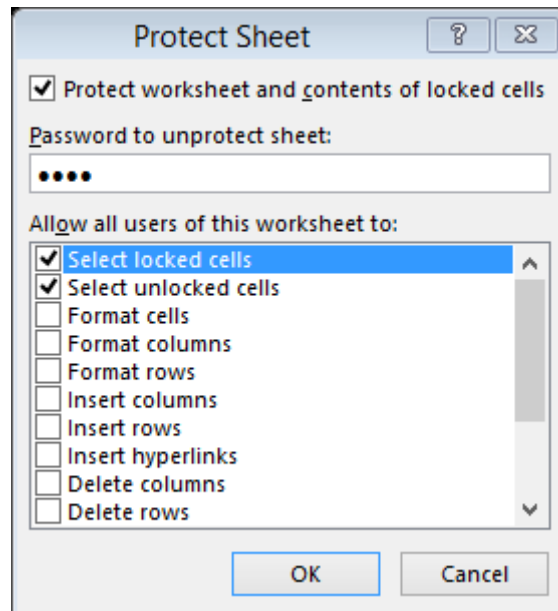 Protect Sheet
Protect worksheet and contents of locked cells
Password to unprotect sheet:
••••
Allow all users of this worksheet to:
Select locked cells
Select unlocked cells
Format cells
Format columns
Format rows
Insert columns
Insert rows
Insert hyperlinks
Delete columns
Delete rows
OK Cancel